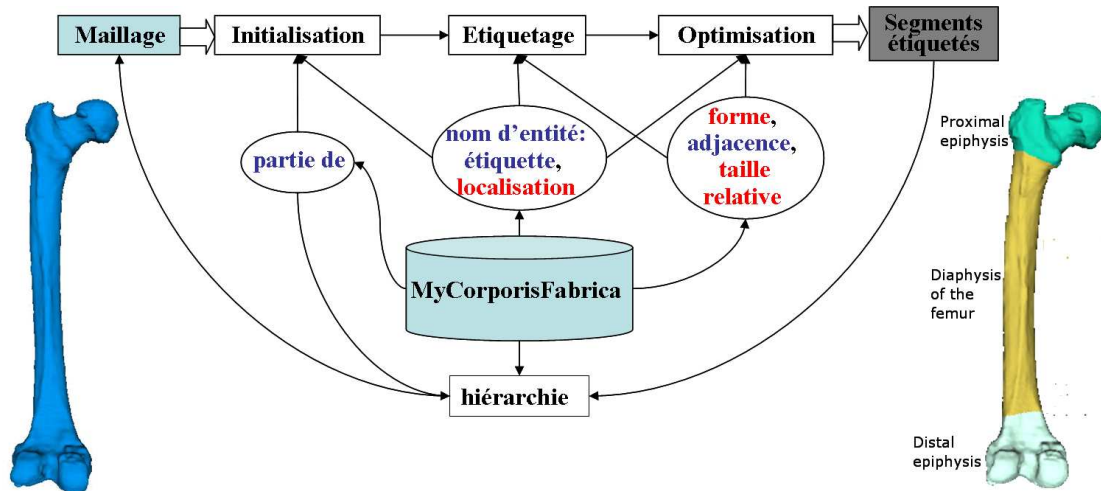 Maillage
Initialisation
Etiquetage
Optimisation
Segments
étiquetés
partie de
nom d'entité:
étiquette,
localisation
forme,
adjacence,
taille
relative
MyCorporisFabrica
hiérarchie
Proximal
epiphysis
Diaphysis
of the
femur
Distal
epiphysis